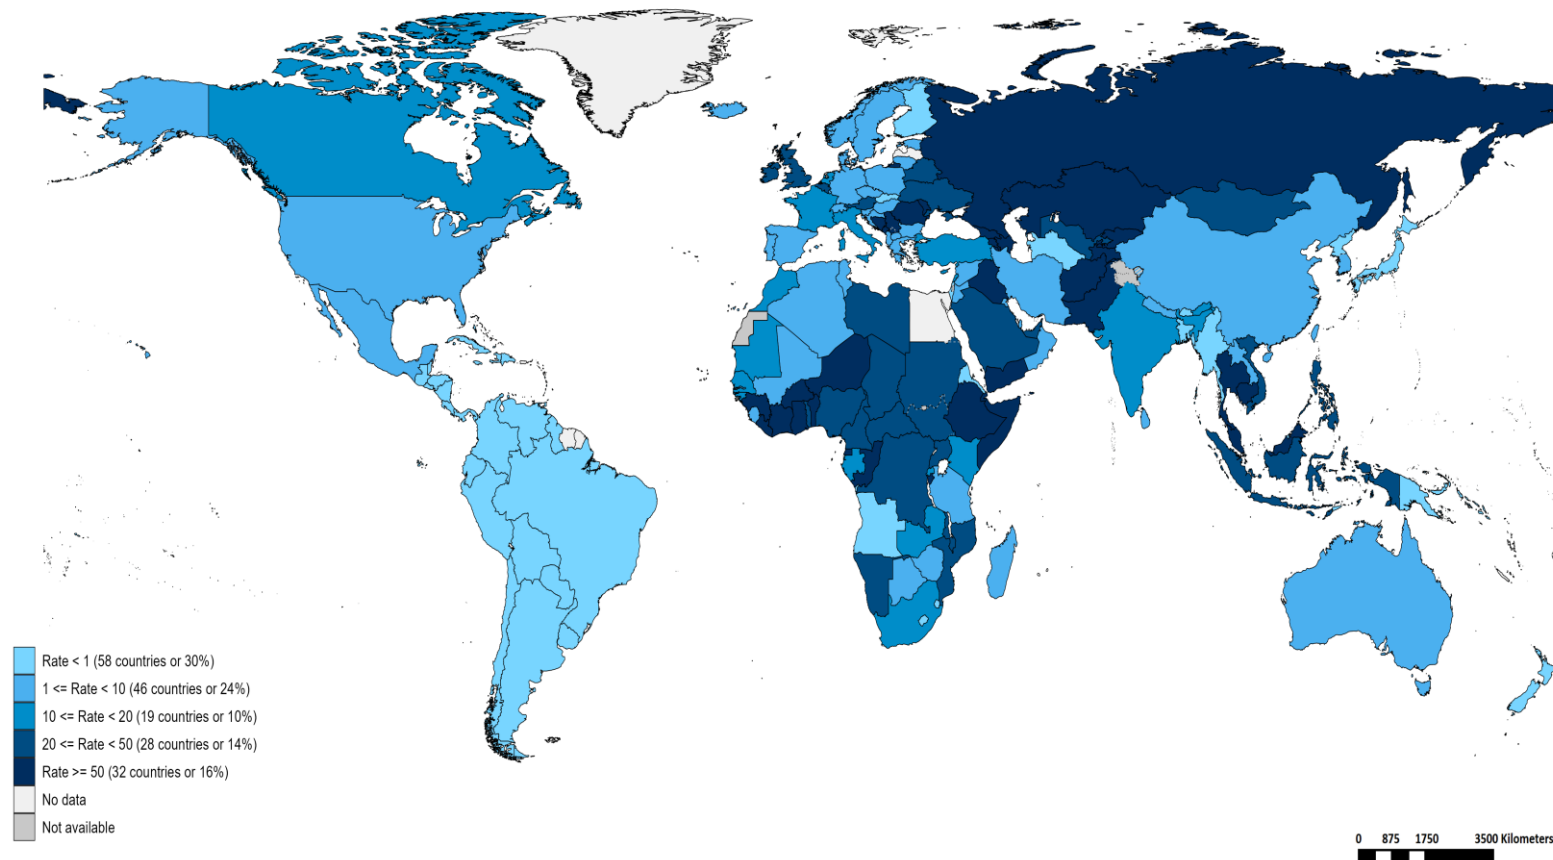 Rate < 1 (58 countries or 30%)
1 <= Rate < 10 (46 countries or 24%)
10 <= Rate < 20 (19 countries or 10%)
20 <= Rate < 50 (28 countries or 14%)
Rate >= 50 (32 countries or 16%)
No data
Not available
0 875 1750 3500 Kilometers